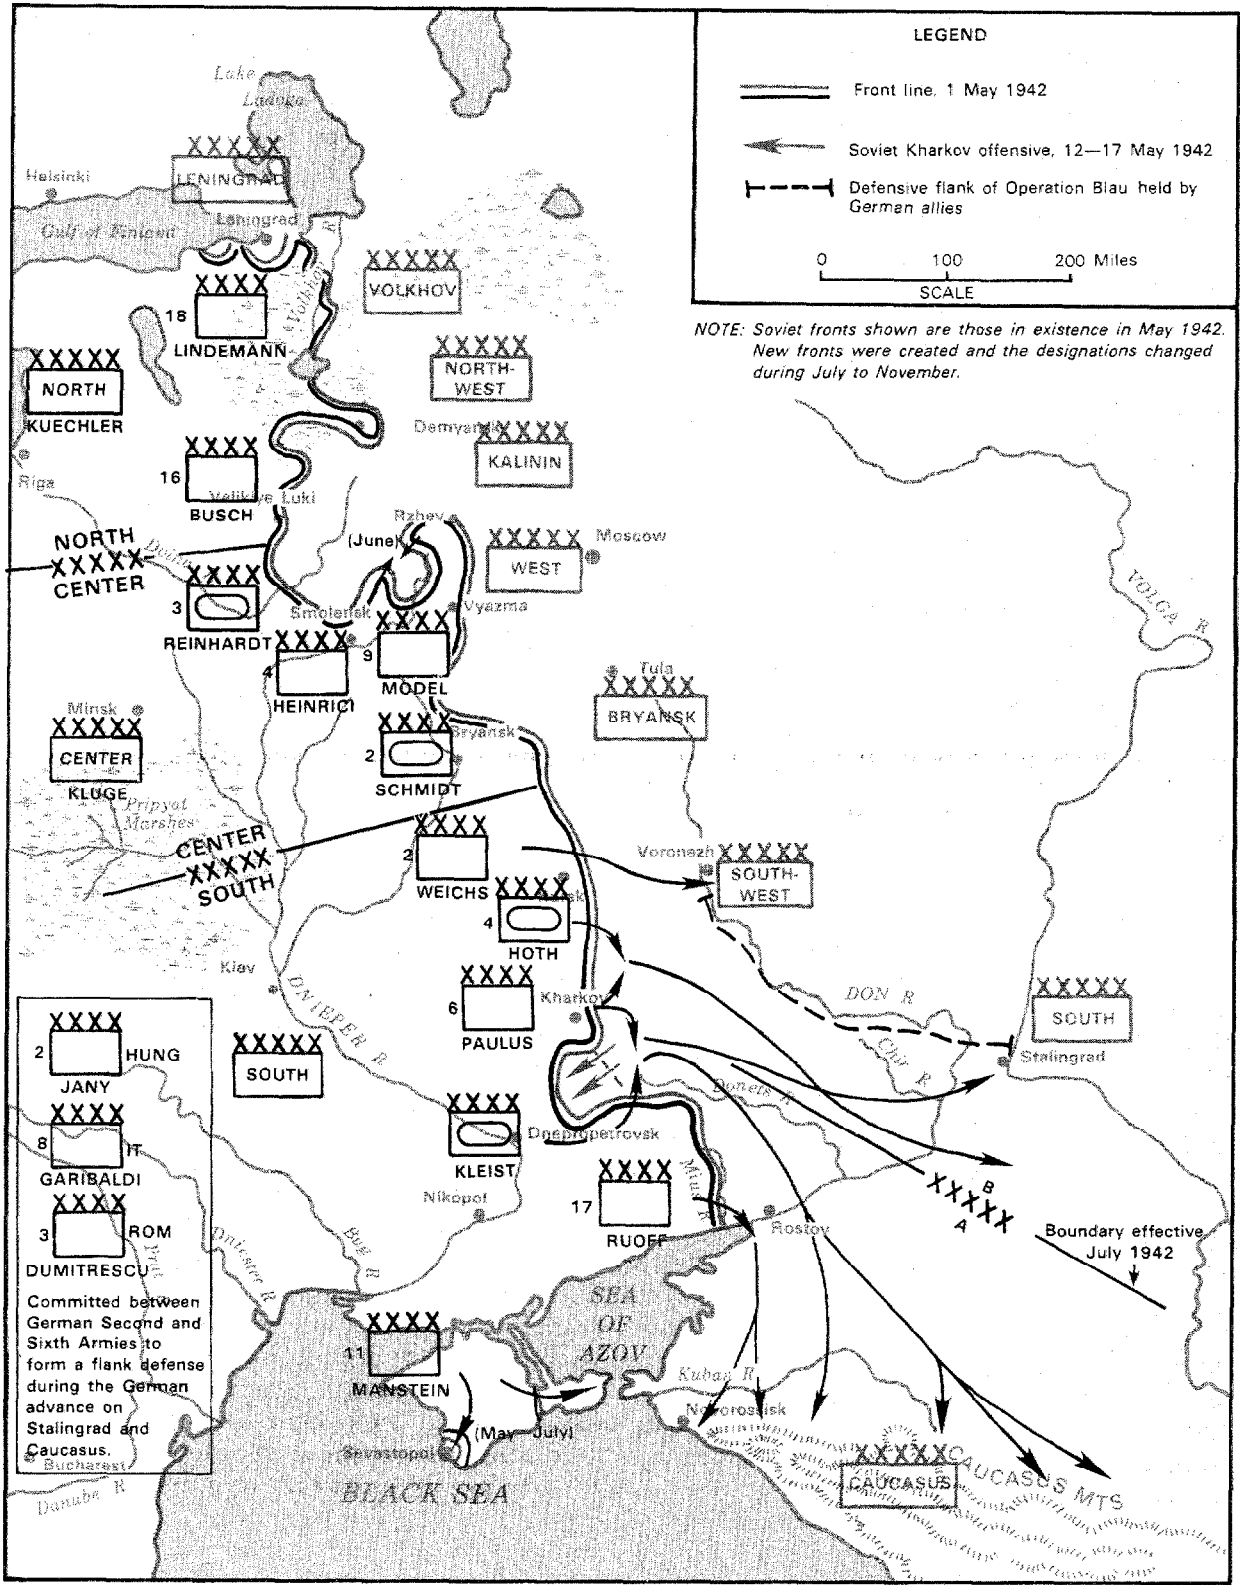 LEGEND
Front line, 1 May 1942
Soviet Kharkov offensive, 12—17 May 1942
Defensive flank of Operation Blau held by
German allies
0 100 200 Miles
SCALE
NOTE: Soviet fronts shown are those in existence in May 1942.
New fronts were created and the designations changed
during July to November.
Lake
Ladoga
XXXXX
LENINGRAD
Helsinki
Leningrad
Gulf of Finland
Volkhov
R
XXXXX
VOLKHOV
XXXX
18
LINDEMANN
XXXXX
NORTH
KUECHLER
XXXXX
NORTH-
WEST
Demyansk
XXXXX
KALININ
XXXX
16
BUSCH
Riga
Velikiye Luki
Rzhev
(June)
XXXXX
WEST
Moscow
NORTH
XXXXX
CENTER
Dvina
XXXX
3
REINHARDT
Smolensk
Vyazma
XXXX
4
HEINRICI
XXXX
9
MODEL
VOLGA R
Tula
XXXXX
BRYANSK
Minsk
XXXXX
CENTER
KLUGE
XXXX
2
SCHMIDT
Bryansk
Pripyat
Marshes
CENTER
XXXXX
SOUTH
XXXX
2
WEICHS
Voronezh
XXXXX
SOUTH-
WEST
XXXX
4
HOTH
Kiev
DNIEPER R
XXXX
6
PAULUS
Kharkov
DON R
Chir R
XXXXX
SOUTH
Stalingrad
XXXXX
SOUTH
Donets R
XXXX
KLEIST
Dnepropetrovsk
Nikopol
XXXX
17
RUOFF
Mius R
Rostov
B
XXXXX
A
Boundary effective
July 1942
XXXX
2 HUNG
JANY
XXXX
8 IT
GARIBALDI
XXXX
3 ROM
DUMITRESCU
Prut R
Dniester R
Bug R
Committed between
German Second and
Sixth Armies to
form a flank defense
during the German
advance on
Stalingrad and
Caucasus.
Bucharest
Danube R
SEA
OF
AZOV
XXXX
11
MANSTEIN
(May July)
Sevastopol
BLACK SEA
Kuban R
Novorossisk
XXXXX
CAUCASUS
CAUCASUS MTS